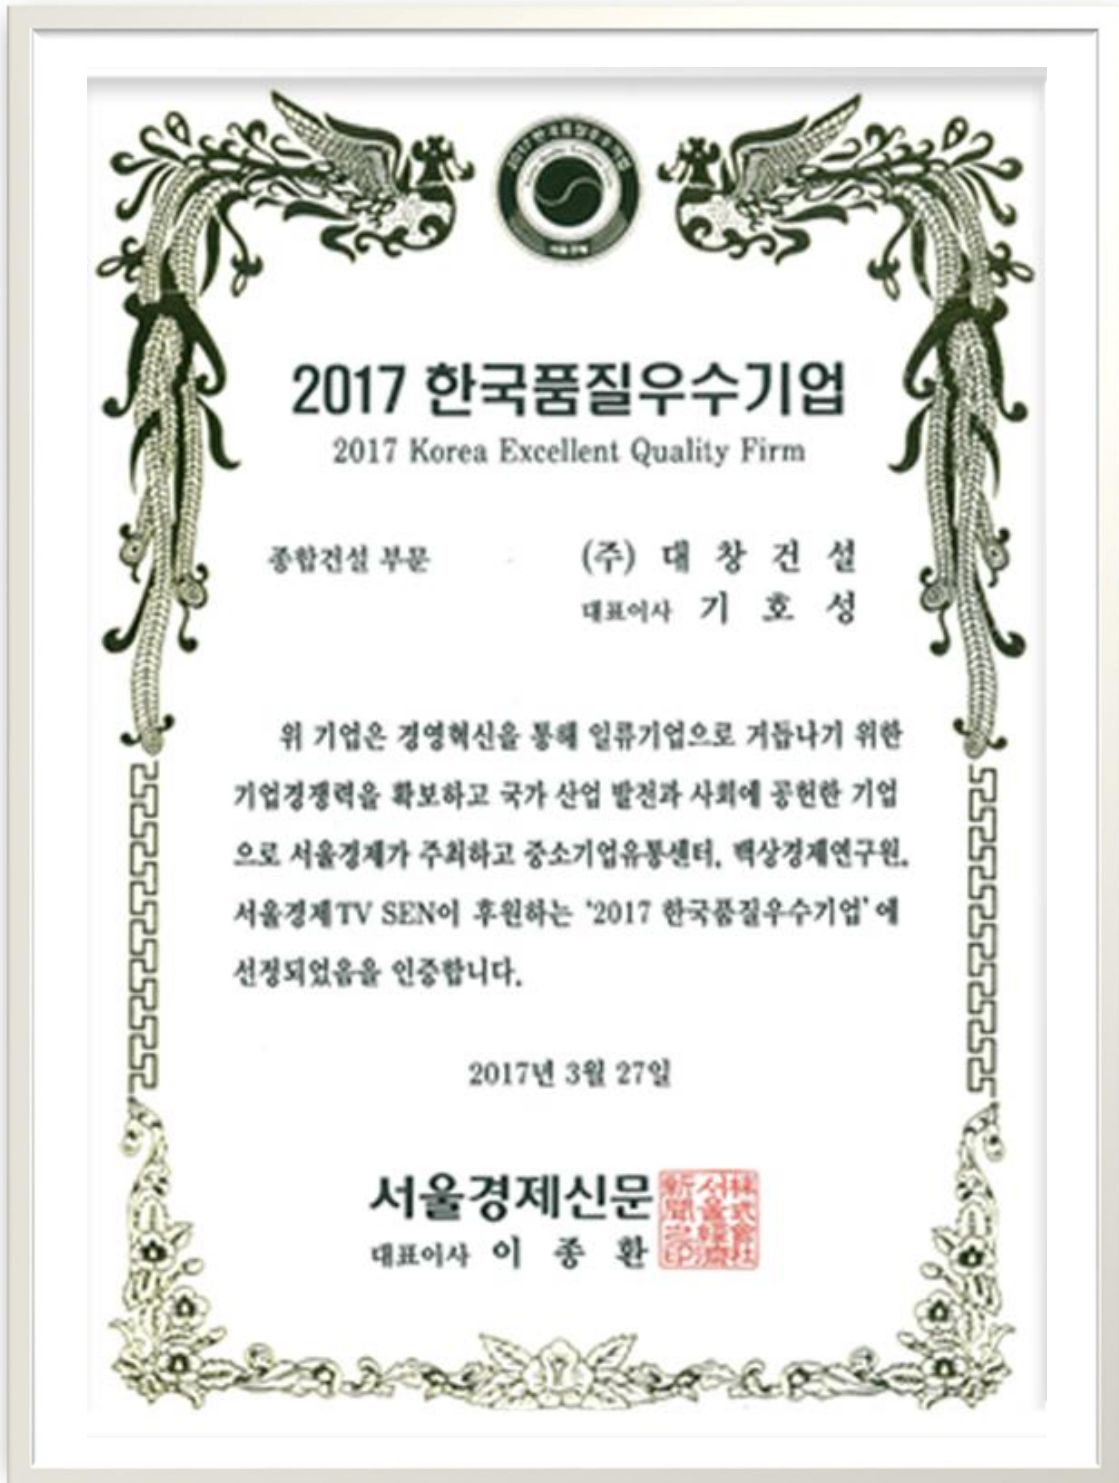 2017 한국품질우수기업
2017 Korea Excellent Quality Firm
종합건설 부문
(주) 대 창 건 설
대표이사 기 호 성
위 기업은 경영혁신을 통해 일류기업으로 거듭나기 위한
기업경쟁력을 확보하고 국가 산업 발전과 사회에 공헌한 기업
으로 서울경제가 주최하고 중소기업유통센터, 백상경제연구원,
서울경제TV SEN이 후원하는 '2017 한국품질우수기업'에
선정되었음을 인증합니다.
2017년 3월 27일
서울경제신문
대표이사 이 종 환